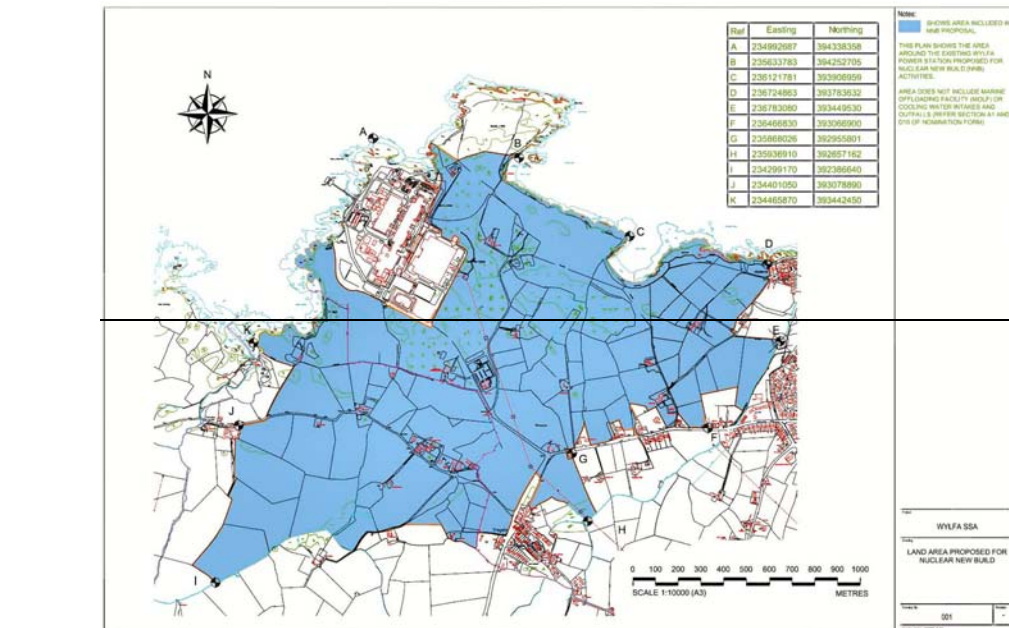 N
A
B
C
D
E
F
G
H
I
J
K
Ref Easting Northing
A 234992687 394338358
B 235633783 394252705
C 236121781 393908959
D 236724863 393783632
E 236783080 393449530
F 236466830 393066900
G 235868026 392955801
H 235936910 392657162
I 234299170 392386640
J 234401050 393078890
K 234465870 393442450
0 100 200 300 400 500 600 700 800 900 1000
SCALE 1:10000 (A3) METRES
Notes:
SHOWS AREA INCLUDED IN
NNB PROPOSAL
THIS PLAN SHOWS THE AREA
AROUND THE EXISTING WYLFA
POWER STATION PROPOSED FOR
NUCLEAR NEW BUILD (NNB)
ACTIVITIES.
AREA DOES NOT INCLUDE MARINE
OFFLOADING FACILITY (MOLF) OR
COOLING WATER INTAKES AND
OUTFALLS (REFER SECTION A1 AND
D10 OF NOMINATION FORM)
WYLFA SSA
LAND AREA PROPOSED FOR
NUCLEAR NEW BUILD
001